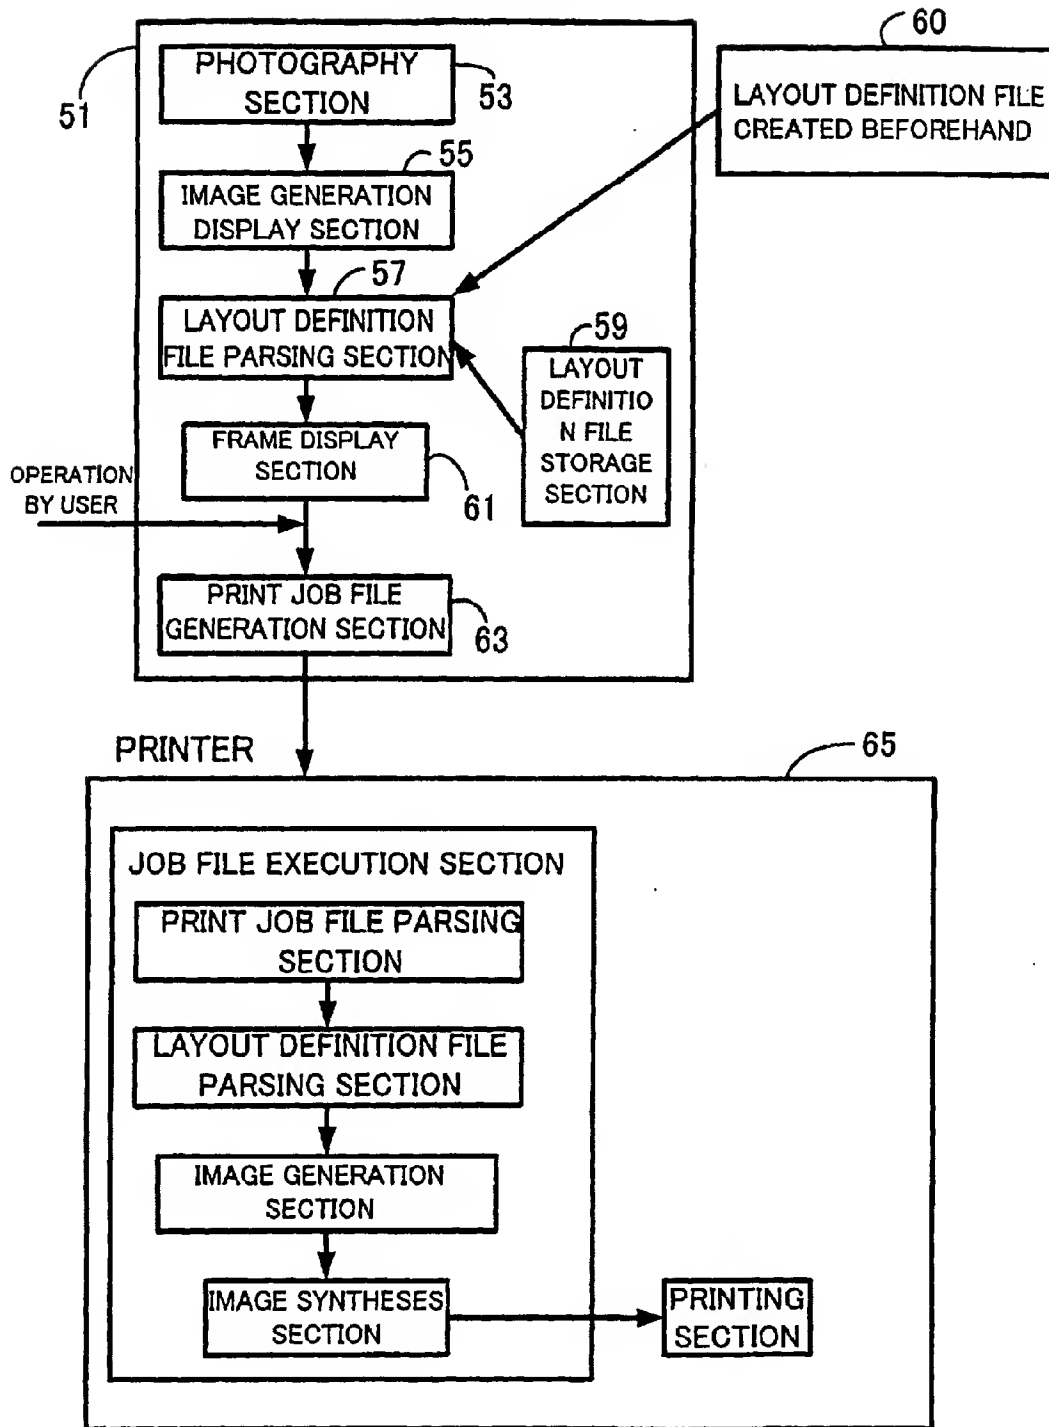 60
51
PHOTOGRAPHY
SECTION
53
LAYOUT DEFINITION FILE
CREATED BEFOREHAND
55
IMAGE GENERATION
DISPLAY SECTION
57
LAYOUT DEFINITION
FILE PARSING SECTION
59
LAYOUT
DEFINITIO
N FILE
STORAGE
SECTION
FRAME DISPLAY
SECTION
61
OPERATION
BY USER
PRINT JOB FILE
GENERATION SECTION
63
PRINTER
65
JOB FILE EXECUTION SECTION
PRINT JOB FILE PARSING
SECTION
LAYOUT DEFINITION FILE
PARSING SECTION
IMAGE GENERATION
SECTION
IMAGE SYNTHESES
SECTION
PRINTING
SECTION